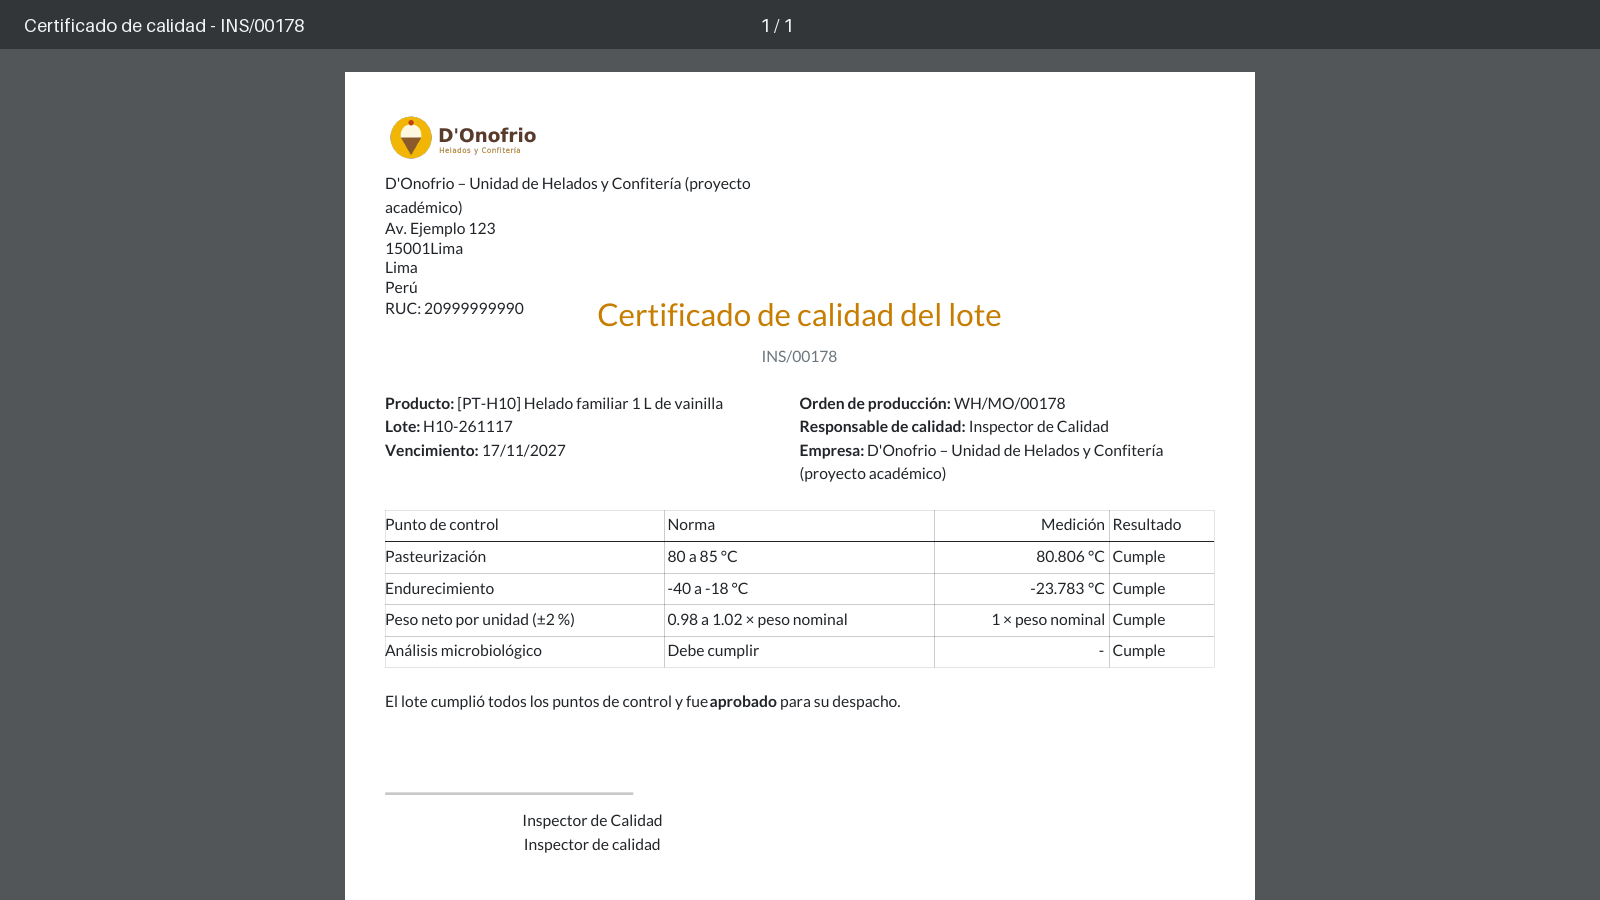 Certificado de calidad - INS/00178
1 / 1
D'Onofrio
Helados y Confitería
D'Onofrio – Unidad de Helados y Confitería (proyecto
académico)
Av. Ejemplo 123
15001Lima
Lima
Perú
RUC: 20999999990
Certificado de calidad del lote
INS/00178
Producto: [PT-H10] Helado familiar 1 L de vainilla
Lote: H10-261117
Vencimiento: 17/11/2027
Orden de producción: WH/MO/00178
Responsable de calidad: Inspector de Calidad
Empresa: D'Onofrio – Unidad de Helados y Confitería
(proyecto académico)
Punto de control Norma Medición Resultado
Pasteurización 80 a 85 °C 80.806 °C Cumple
Endurecimiento -40 a -18 °C -23.783 °C Cumple
Peso neto por unidad (±2 %) 0.98 a 1.02 × peso nominal 1 × peso nominal Cumple
Análisis microbiológico Debe cumplir - Cumple
El lote cumplió todos los puntos de control y fue aprobado para su despacho.
Inspector de Calidad
Inspector de calidad